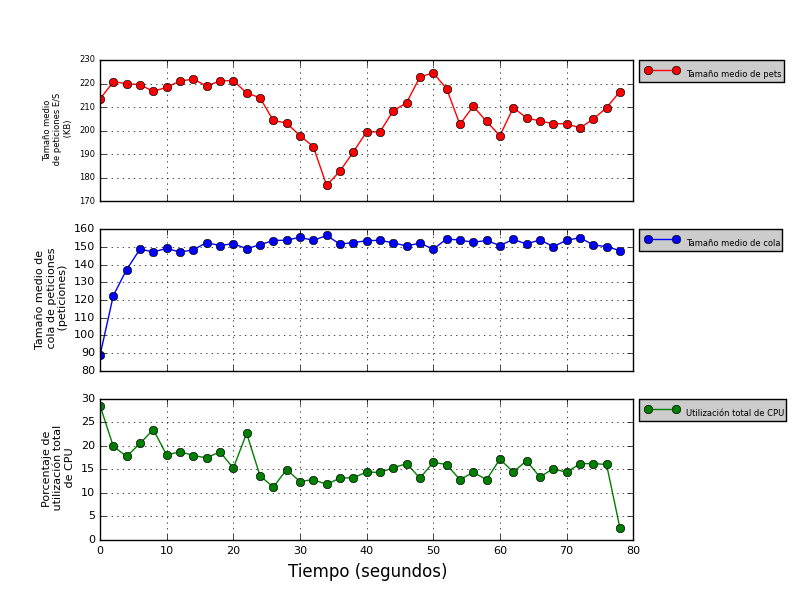 230
220
210
200
190
180
170
Tamaño medio
de peticiones E/S
(KB)
Tamaño medio de pets
160
150
140
130
120
110
100
90
80
Tamaño medio de
cola de peticiones
(peticiones)
Tamaño medio de cola
30
25
20
15
10
5
0
Porcentaje de
utilización total
de CPU
Utilización total de CPU
0 10 20 30 40 50 60 70 80
Tiempo (segundos)